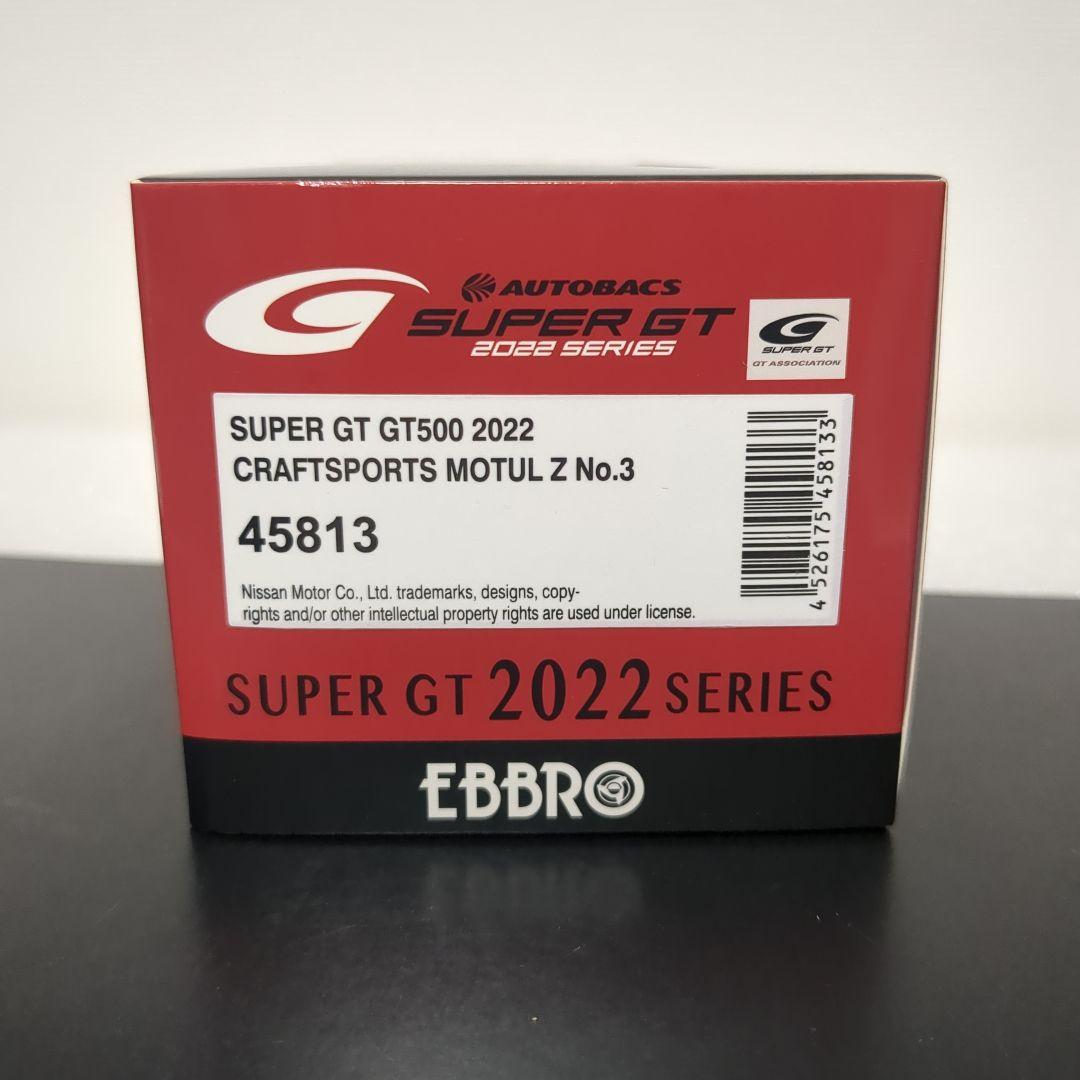 AUTOBACS
SUPER GT
2022 SERIES
SUPER GT
GT ASSOCIATION
SUPER GT GT500 2022
CRAFTSPORTS MOTUL Z No.3
45813
4 526175 458133
Nissan Motor Co., Ltd. trademarks, designs, copy-
rights and/or other intellectual property rights are used under license.
SUPER GT 2022 SERIES
EBBRO